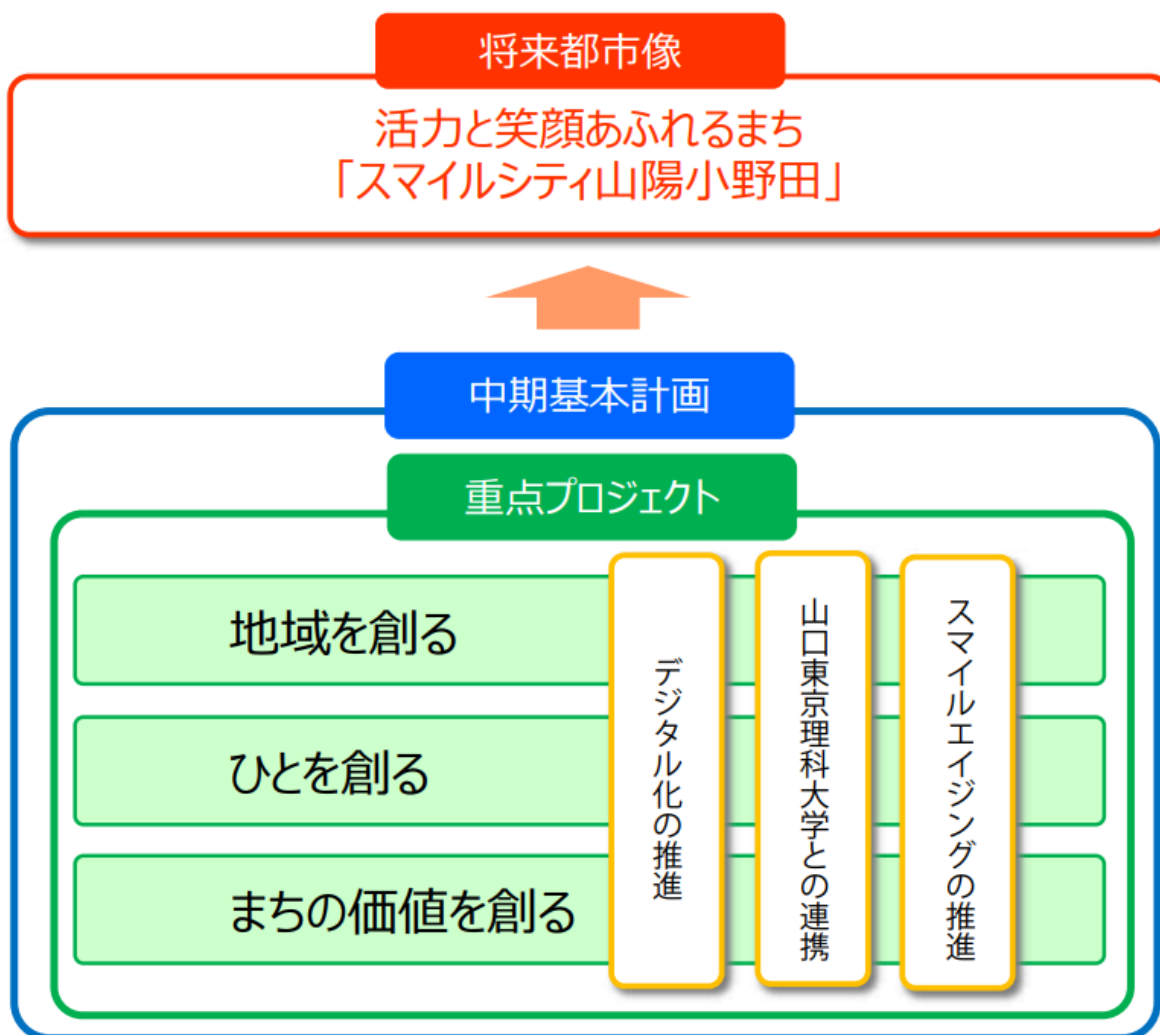 将来都市像
活力と笑顔あふれるまち
「スマイルシティ山陽小野田」
中期基本計画
重点プロジェクト
地域を創る
ひとを創る
まちの価値を創る
デジタル化の推進
山口東京理科大学との連携
スマイルエイジングの推進